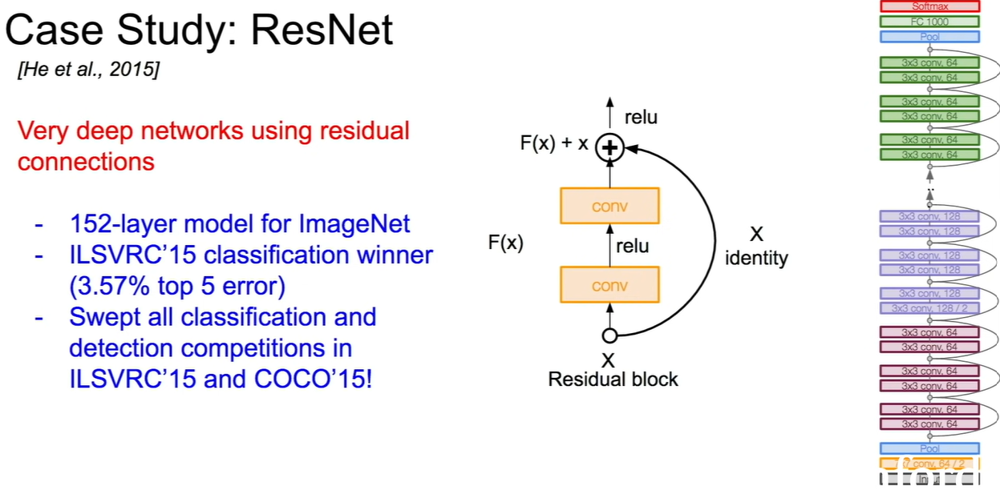 Case Study: ResNet
[He et al., 2015]
Very deep networks using residual
connections
- 152-layer model for ImageNet
- ILSVRC’15 classification winner
(3.57% top 5 error)
- Swept all classification and
detection competitions in
ILSVRC’15 and COCO’15!
relu
F(x) + x
conv
F(x)
relu
X
identity
conv
X
Residual block
Softmax
FC 1000
Pool
3x3 conv, 64
3x3 conv, 64
3x3 conv, 64
3x3 conv, 64
3x3 conv, 64
3x3 conv, 64
..
3x3 conv, 128
3x3 conv, 128
3x3 conv, 128
3x3 conv, 128
3x3 conv, 128
3x3 conv, 128 / 2
3x3 conv, 64
3x3 conv, 64
3x3 conv, 64
3x3 conv, 64
3x3 conv, 64
3x3 conv, 64
Pool
7x7 conv, 64 / 2
Input